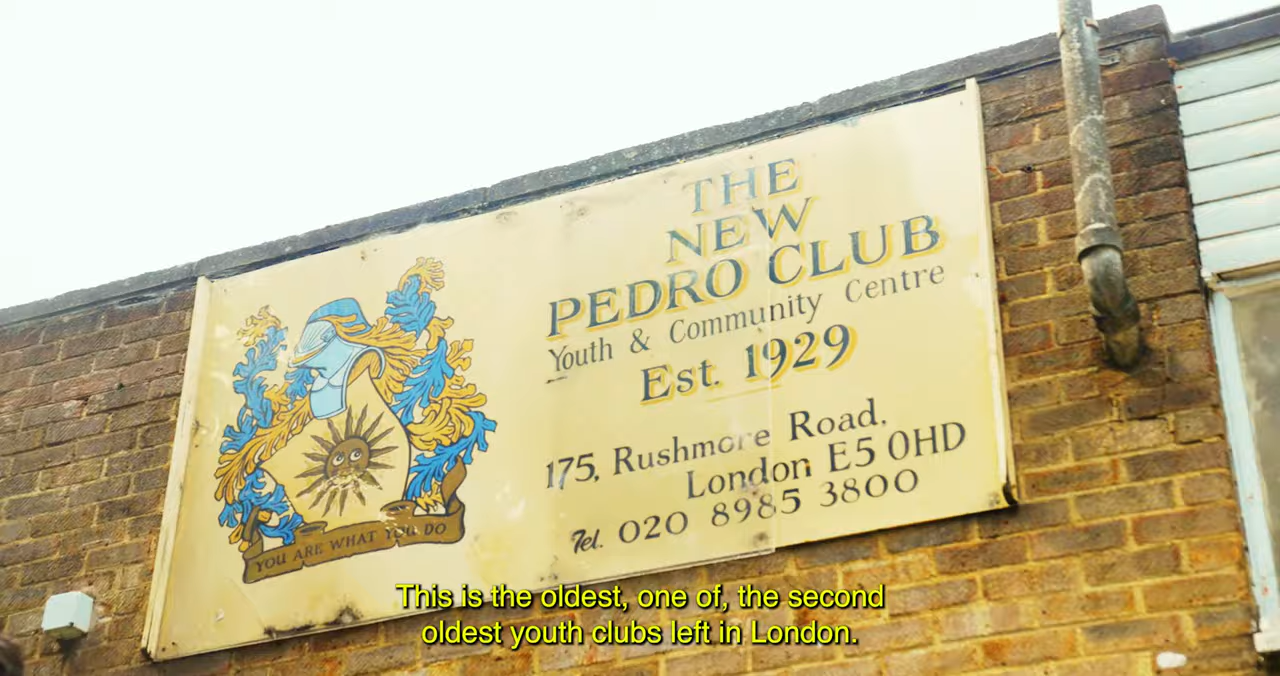 THE
NEW
PEDRO CLUB
Youth & Community Centre
Est. 1929
175, Rushmore Road,
London E5 0HD
Tel. 020 8985 3800
YOU ARE WHAT YOU DO
This is the oldest, one of, the second
oldest youth clubs left in London.